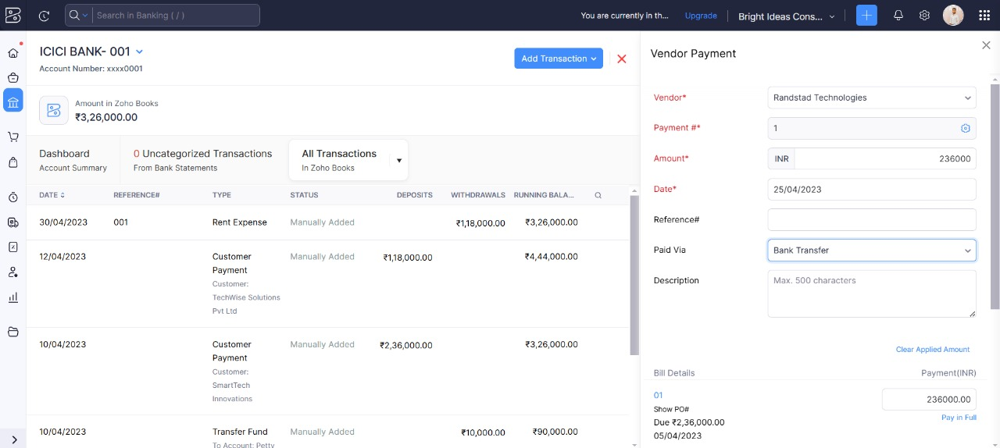 Search in Banking ( / )
You are currently in th...
Upgrade
Bright Ideas Cons...
ICICI BANK- 001
Account Number: xxxx0001
Add Transaction
Amount in Zoho Books
₹3,26,000.00
Dashboard
Account Summary
0 Uncategorized Transactions
From Bank Statements
All Transactions
In Zoho Books
DATE REFERENCE# TYPE STATUS DEPOSITS WITHDRAWALS RUNNING BALA...
30/04/2023 001 Rent Expense Manually Added ₹1,18,000.00 ₹3,26,000.00
12/04/2023 Customer Manually Added ₹1,18,000.00 ₹4,44,000.00
Payment
Customer:
TechWise Solutions
Pvt Ltd
10/04/2023 Customer Manually Added ₹2,36,000.00 ₹3,26,000.00
Payment
Customer:
SmartTech
Innovations
10/04/2023 Transfer Fund Manually Added ₹10,000.00 ₹90,000.00
To Account: Petty
Vendor Payment
Vendor* Randstad Technologies
Payment #* 1
Amount* INR 236000
Date* 25/04/2023
Reference#
Paid Via Bank Transfer
Description Max. 500 characters
Clear Applied Amount
Bill Details Payment(INR)
01 236000.00
Show PO#
Pay in Full
Due ₹2,36,000.00
05/04/2023